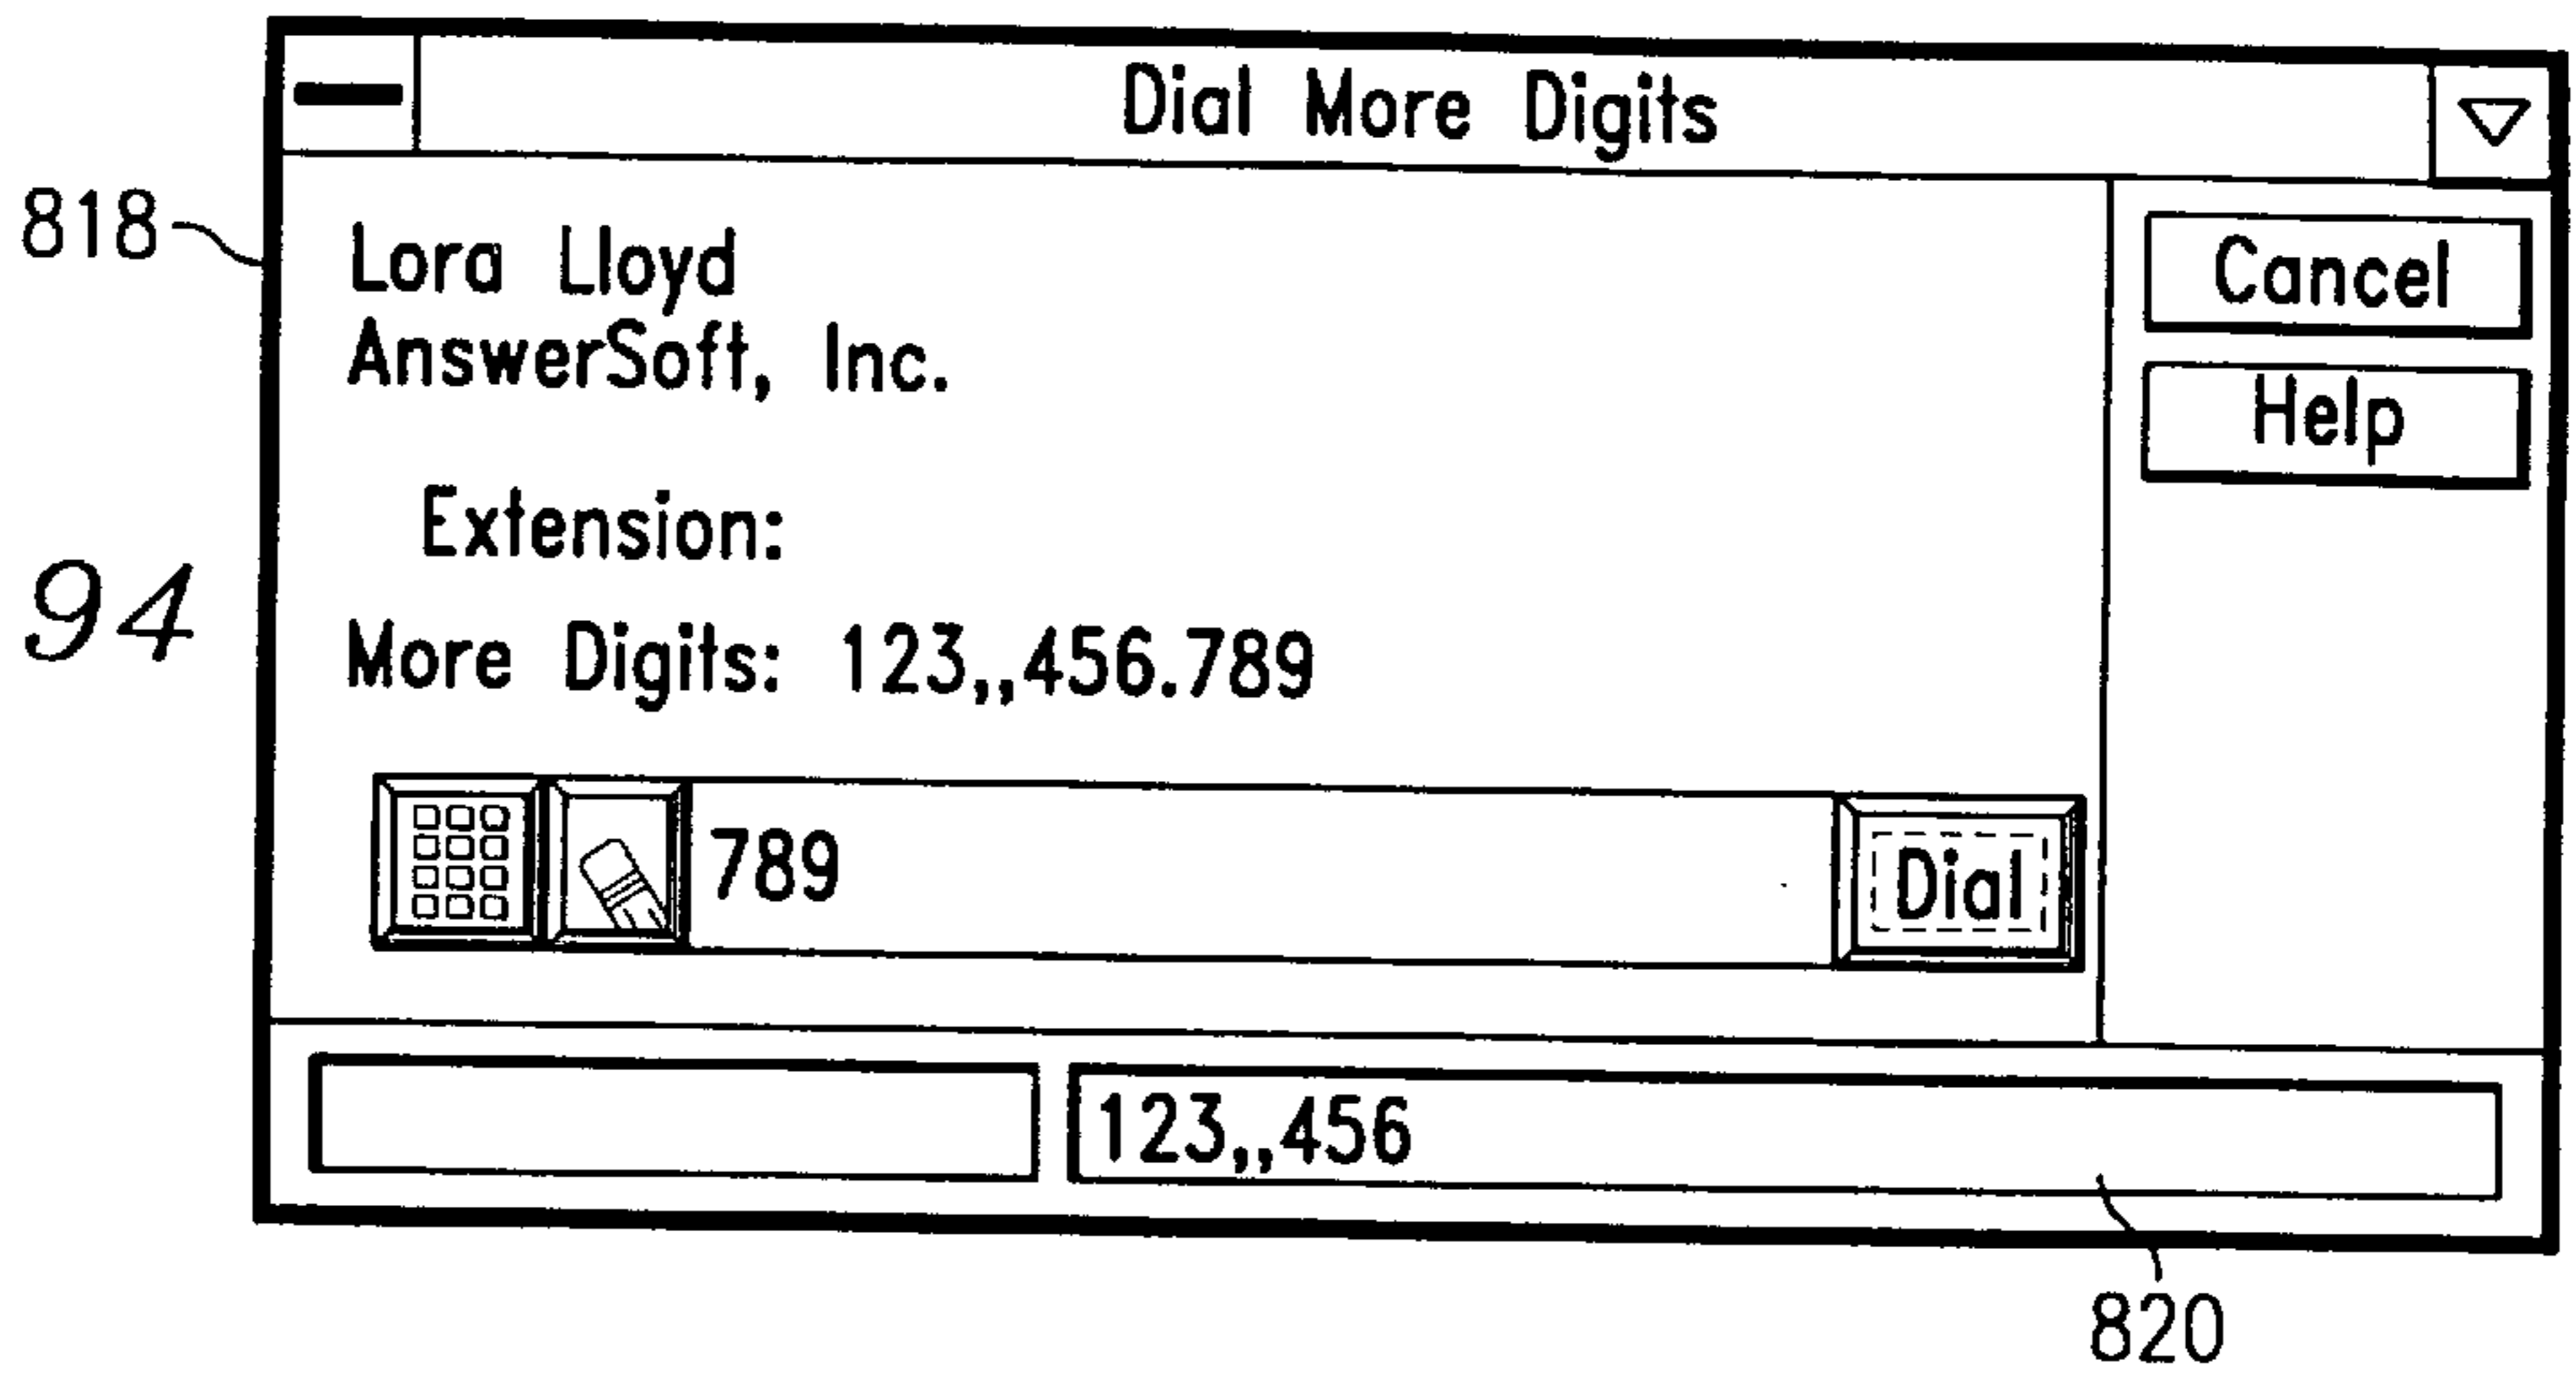 Dial More Digits
818
Lora Lloyd
AnswerSoft, Inc.
Cancel
Help
Extension:
94
More Digits: 123,,456.789
789
Dial
123,,456
820